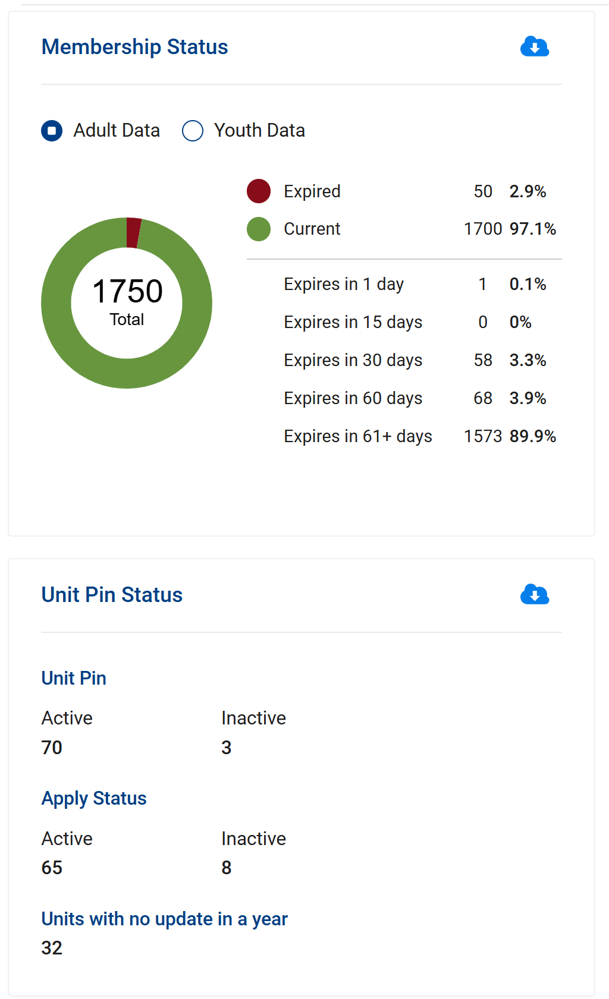 Membership Status
Adult Data Youth Data
Expired 50 2.9%
Current 1700 97.1%
1750
Total
Expires in 1 day 1 0.1%
Expires in 15 days 0 0%
Expires in 30 days 58 3.3%
Expires in 60 days 68 3.9%
Expires in 61+ days 1573 89.9%
Unit Pin Status
Unit Pin
Active Inactive
70 3
Apply Status
Active Inactive
65 8
Units with no update in a year
32